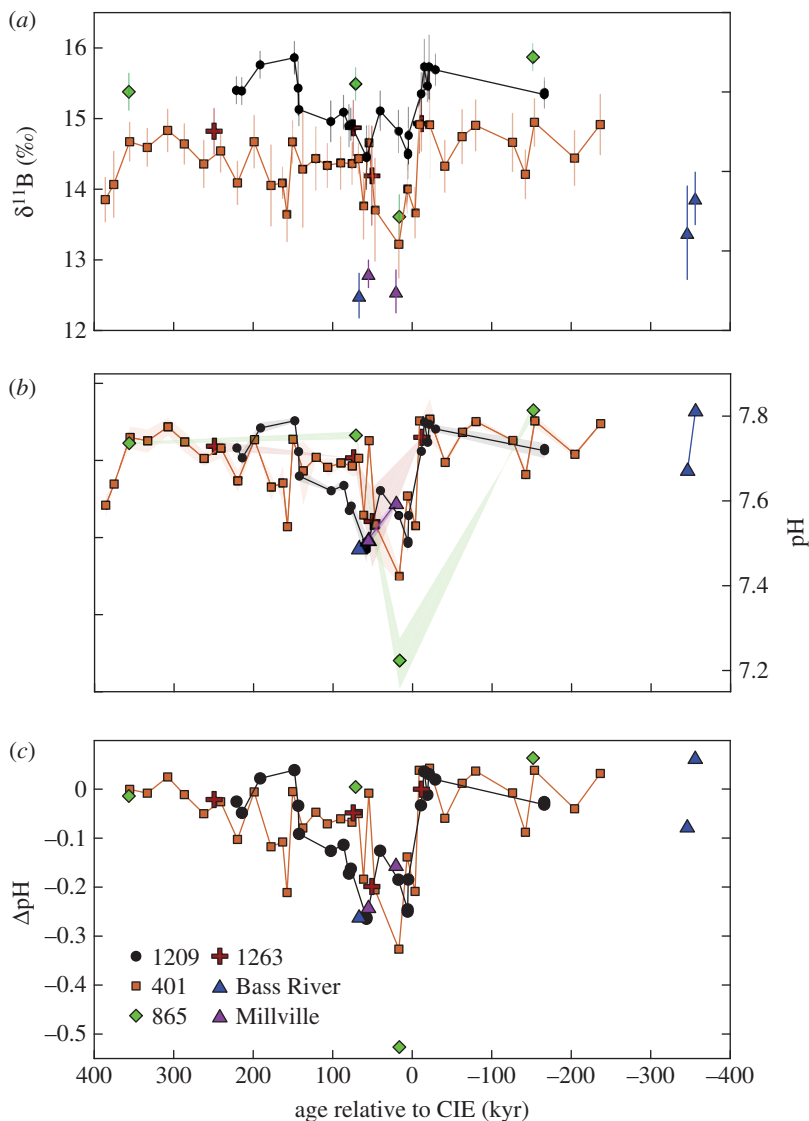 (a)
16
15
14
13
12
δ¹¹B (‰)
(b)
7.8
7.6
7.4
7.2
pH
(c)
0
−0.1
−0.2
−0.3
−0.4
−0.5
ΔpH
1209 1263
401 Bass River
865 Millville
400 300 200 100 0 −100 −200 −300 −400
age relative to CIE (kyr)